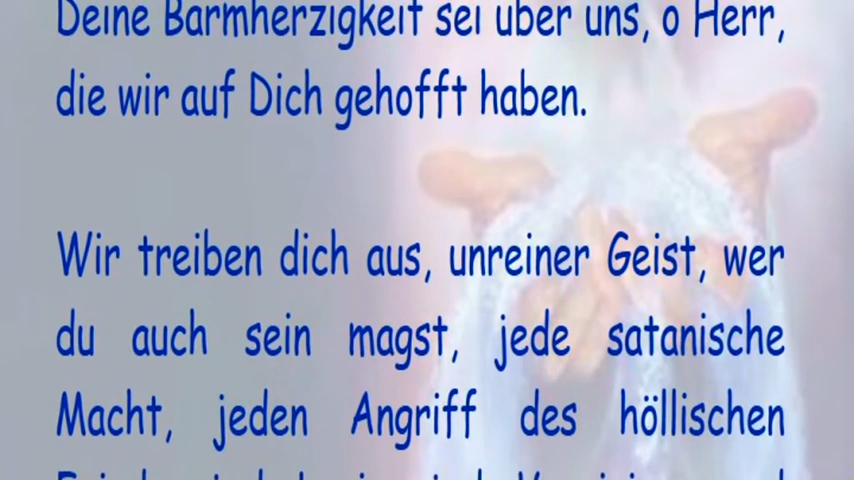 Deine Barmherzigkeit sei über uns, o Herr,
die wir auf Dich gehofft haben.
Wir treiben dich aus, unreiner Geist, wer
du auch sein magst, jede satanische
Macht, jeden Angriff des höllischen